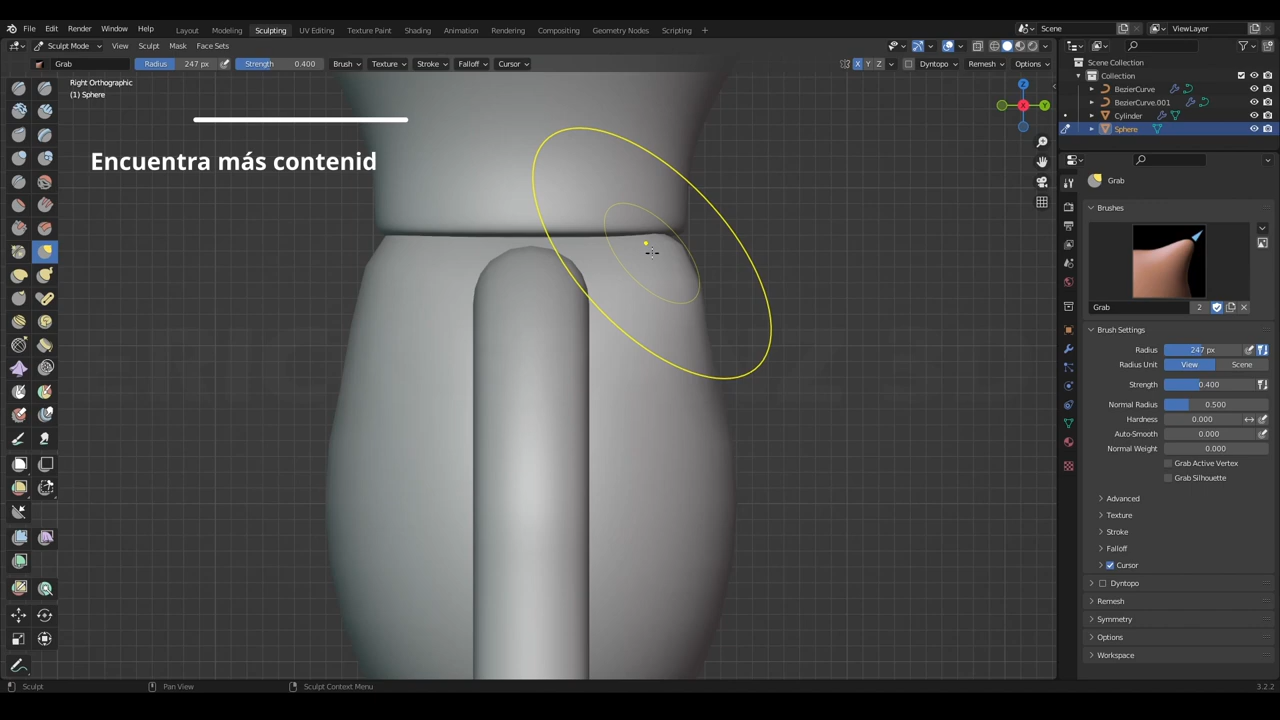 File Edit Render Window Help Layout Modeling Sculpting UV Editing Texture Paint Shading Animation Rendering Compositing Geometry Nodes Scripting + Scene ViewLayer
Sculpt Mode View Sculpt Mask Face Sets
Grab Radius 247 px Strength 0.400 Brush Texture Stroke Falloff Cursor X Y Z Dyntopo Remesh Options
Right Orthographic
(1) Sphere
Encuentra más contenid
Scene Collection
Collection
BezierCurve
BezierCurve.001
Cylinder
Sphere
Z
Y
Grab
Brushes
Grab 2
Brush Settings
Radius 247 px
Radius Unit View Scene
Strength 0.400
Normal Radius 0.500
Hardness 0.000
Auto-Smooth 0.000
Normal Weight 0.000
Grab Active Vertex
Grab Silhouette
Advanced
Texture
Stroke
Falloff
Cursor
Dyntopo
Remesh
Symmetry
Options
Workspace
Sculpt Pan View Sculpt Context Menu 3.2.2